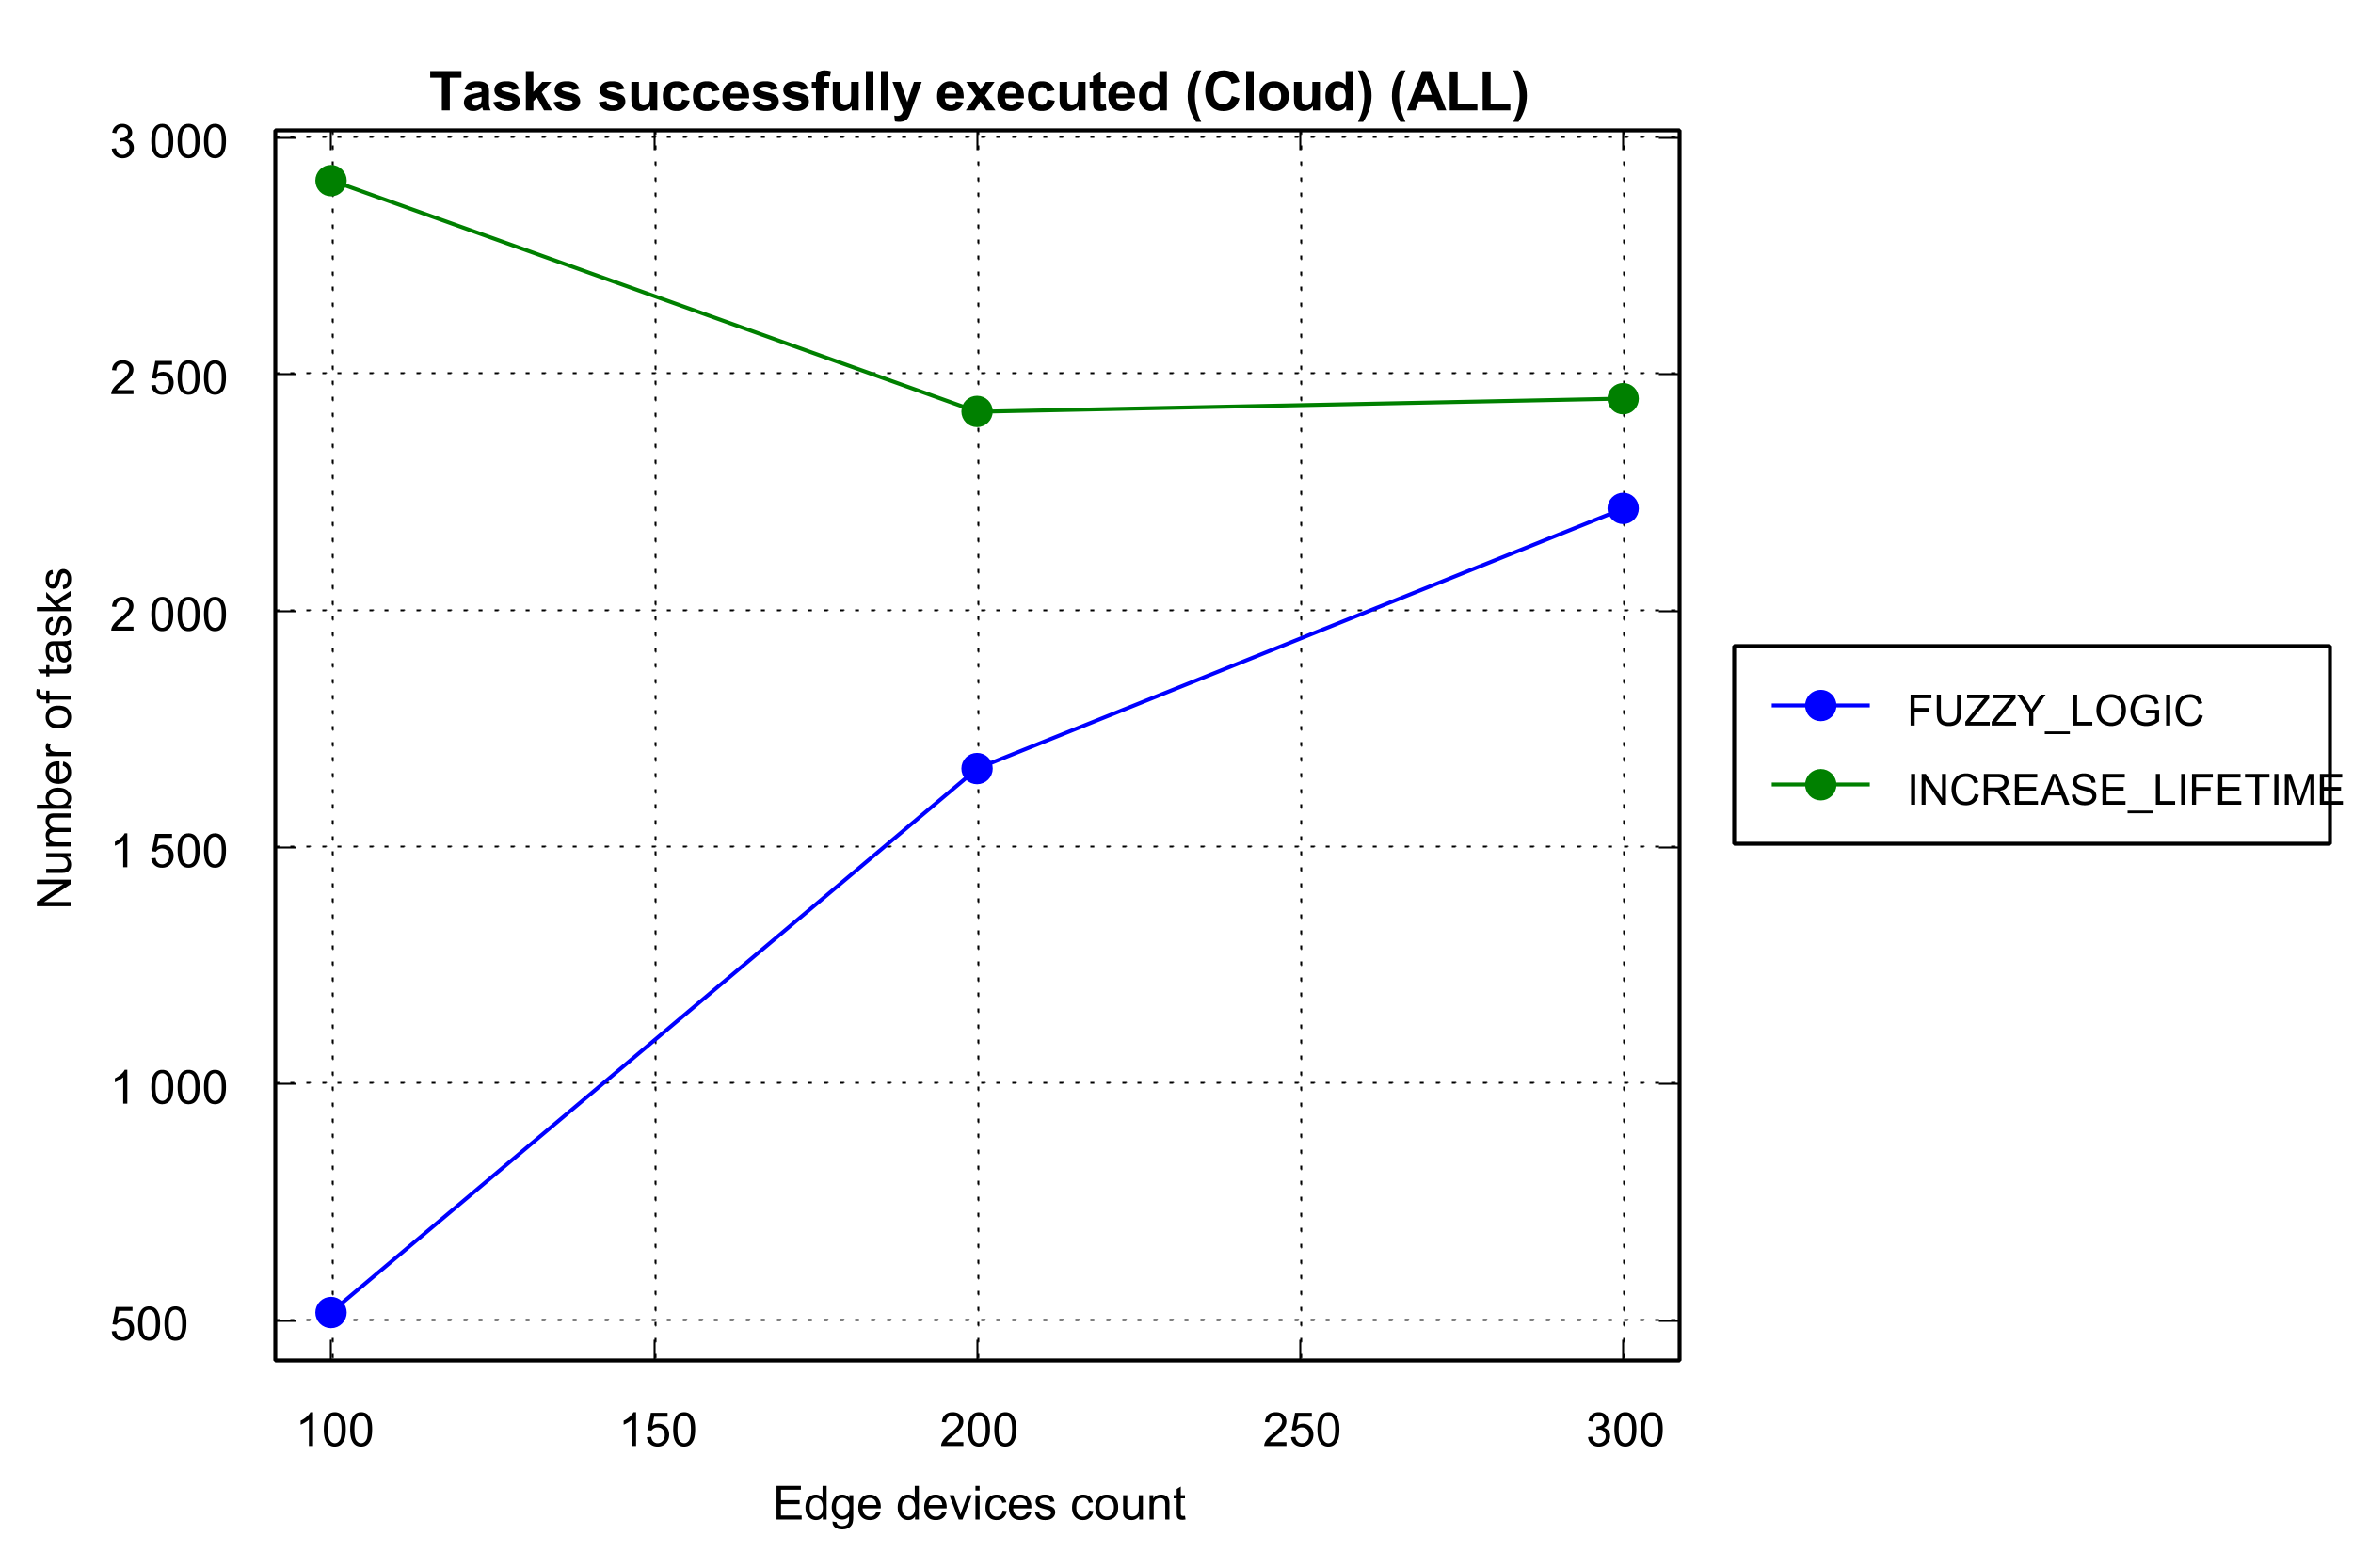 Tasks successfully executed (Cloud) (ALL)
3 000
2 500
2 000
1 500
1 000
500
Number of tasks
100 150 200 250 300
Edge devices count
FUZZY_LOGIC
INCREASE_LIFETIME